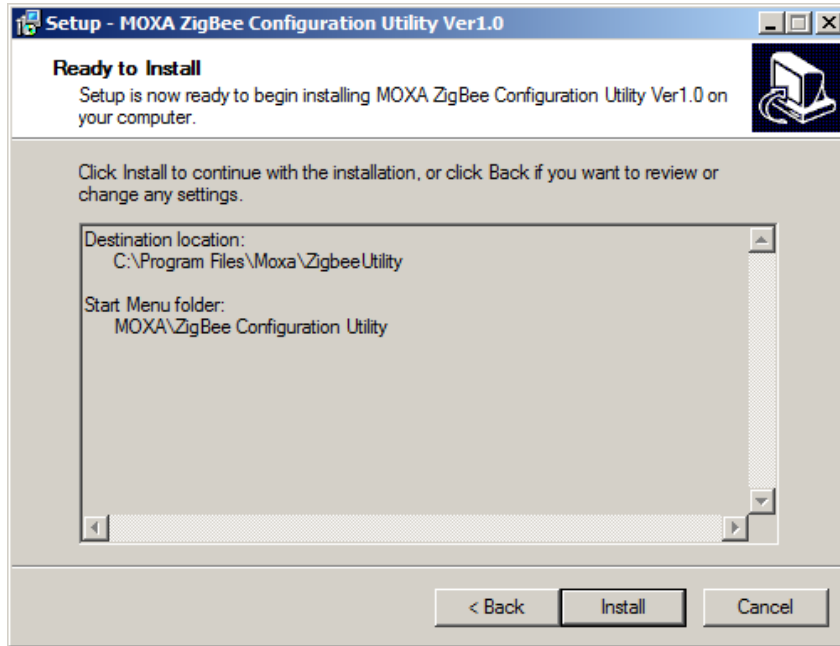 Setup - MOXA ZigBee Configuration Utility Ver1.0
Ready to Install
Setup is now ready to begin installing MOXA ZigBee Configuration Utility Ver1.0 on
your computer.
Click Install to continue with the installation, or click Back if you want to review or
change any settings.
Destination location:
C:\Program Files\Moxa\ZigbeeUtility
Start Menu folder:
MOXA\ZigBee Configuration Utility
< Back
Install
Cancel